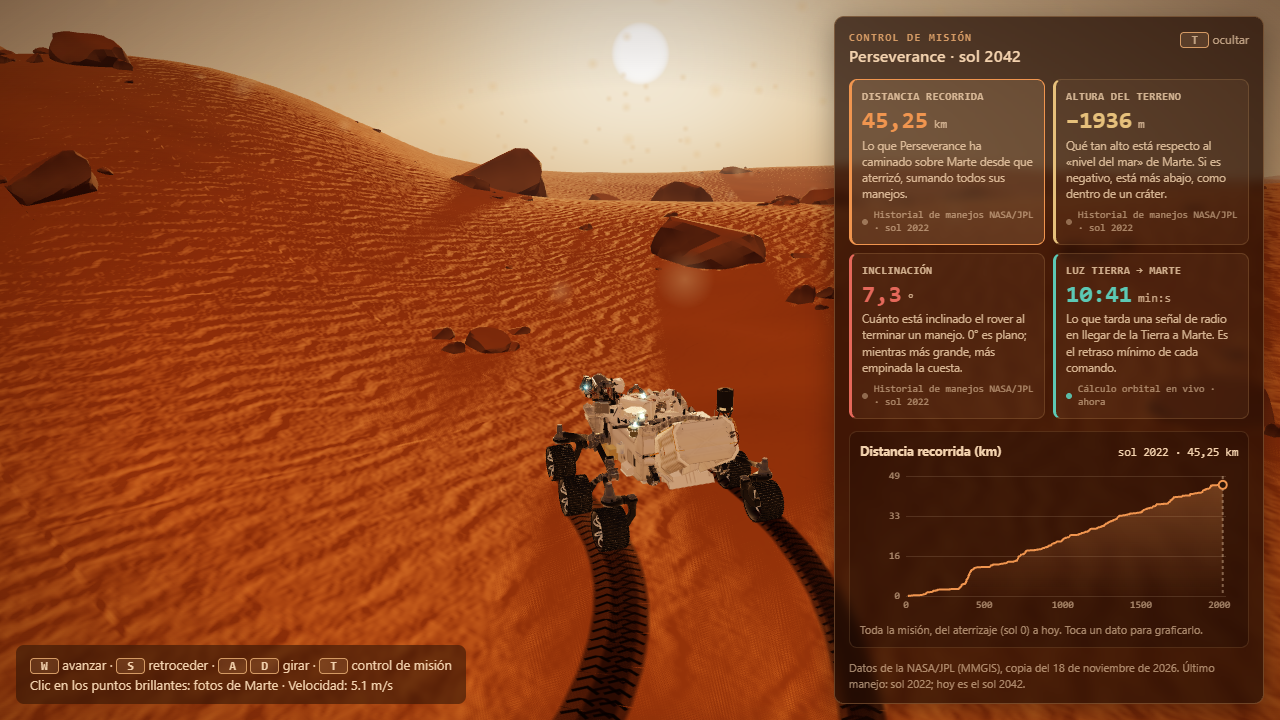 CONTROL DE MISIÓN
Perseverance · sol 2042
T ocultar
DISTANCIA RECORRIDA
45,25 km
Lo que Perseverance ha
caminado sobre Marte desde que
aterrizó, sumando todos sus
manejos.
Historial de manejos NASA/JPL
· sol 2022
ALTURA DEL TERRENO
−1936 m
Qué tan alto está respecto al
«nivel del mar» de Marte. Si es
negativo, está más abajo, como
dentro de un cráter.
Historial de manejos NASA/JPL
· sol 2022
INCLINACIÓN
7,3 °
Cuánto está inclinado el rover al
terminar un manejo. 0° es plano;
mientras más grande, más
empinada la cuesta.
Historial de manejos NASA/JPL
· sol 2022
LUZ TIERRA → MARTE
10:41 min:s
Lo que tarda una señal de radio
en llegar de la Tierra a Marte. Es
el retraso mínimo de cada
comando.
Cálculo orbital en vivo ·
ahora
Distancia recorrida (km)
sol 2022 · 45,25 km
49
33
16
0
0 500 1000 1500 2000
Toda la misión, del aterrizaje (sol 0) a hoy. Toca un dato para graficarlo.
Datos de la NASA/JPL (MMGIS), copia del 18 de noviembre de 2026. Último
manejo: sol 2022; hoy es el sol 2042.
W avanzar · S retroceder · A D girar · T control de misión
Clic en los puntos brillantes: fotos de Marte · Velocidad: 5.1 m/s